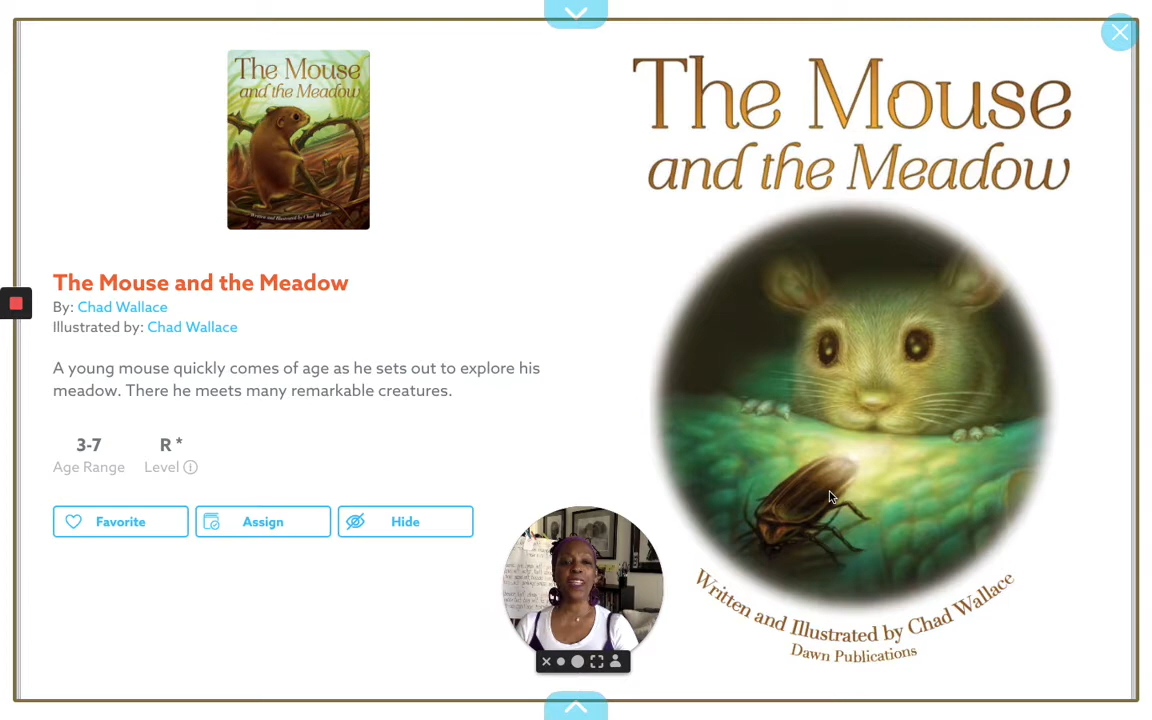 The Mouse
and the Meadow
Written and Illustrated by Chad Wallace
The Mouse and the Meadow
By: Chad Wallace
Illustrated by: Chad Wallace
A young mouse quickly comes of age as he sets out to explore his
meadow. There he meets many remarkable creatures.
3-7
Age Range
R *
Level
Favorite
Assign
Hide
The Mouse
and the Meadow
Written and Illustrated by Chad Wallace
Dawn Publications